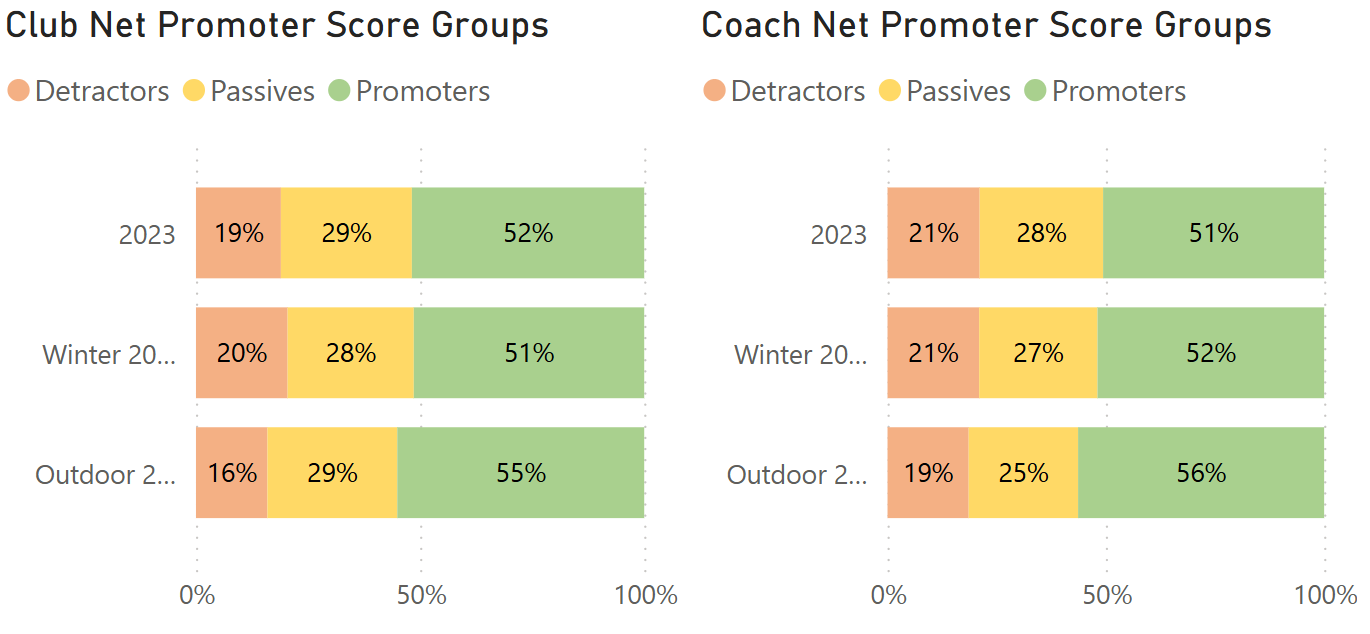 Club Net Promoter Score Groups
Detractors Passives Promoters
2023 19% 29% 52%
Winter 20... 20% 28% 51%
Outdoor 2... 16% 29% 55%
0% 50% 100%
Coach Net Promoter Score Groups
Detractors Passives Promoters
2023 21% 28% 51%
Winter 20... 21% 27% 52%
Outdoor 2... 19% 25% 56%
0% 50% 100%